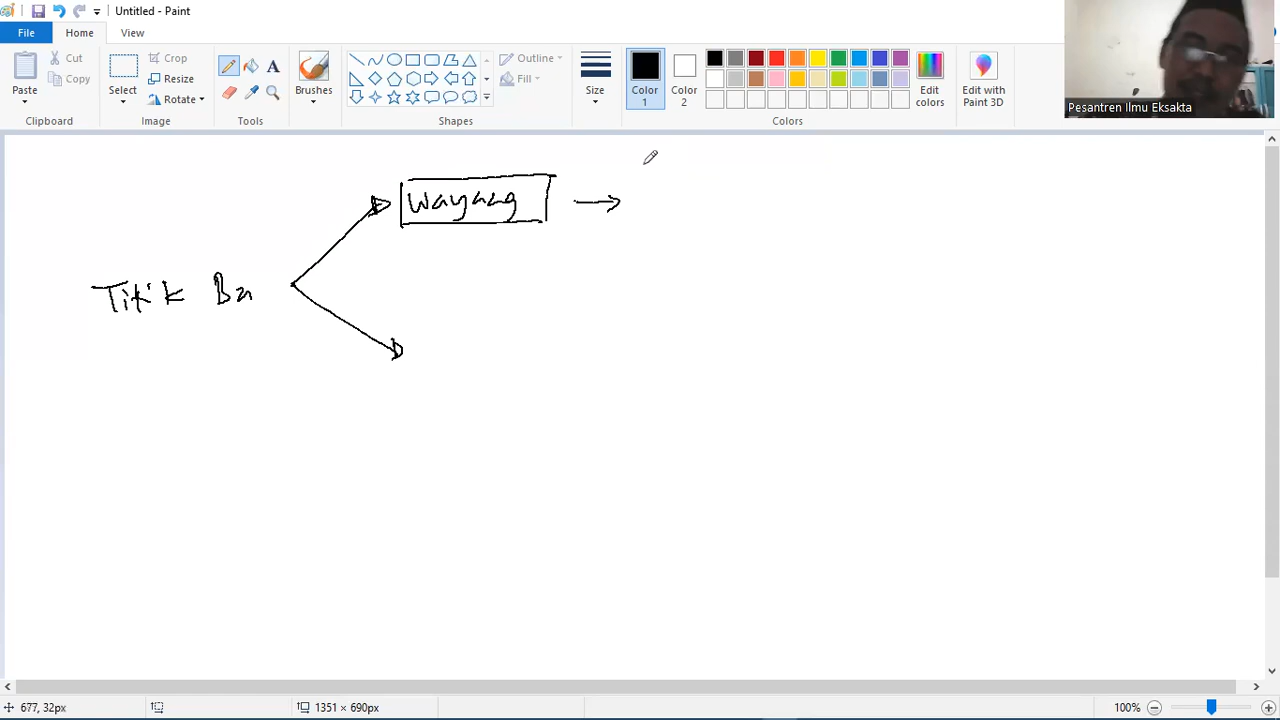 Untitled - Paint
File Home View
Paste
Cut
Copy
Clipboard
Select
Crop
Resize
Rotate
Image
Tools
Brushes
Shapes
Outline
Fill
Size
Color 1
Color 2
Colors
Edit colors
Edit with Paint 3D
Pesantren Ilmu Eksakta
Wayang
Titik Ba
677, 32px
1351 × 690px
100%